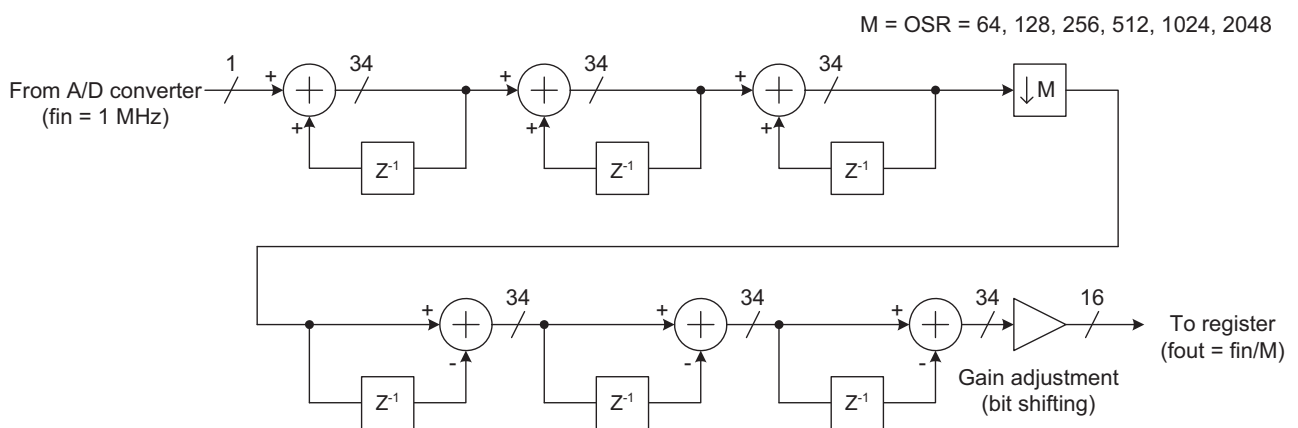 M = OSR = 64, 128, 256, 512, 1024, 2048
1
34
34
34
From A/D converter
(fin = 1 MHz)
+
+
+
↓M
+
+
+
Z⁻¹
Z⁻¹
Z⁻¹
34
34
34
16
+
+
+
To register
(fout = fin/M)
-
-
-
Z⁻¹
Z⁻¹
Z⁻¹
Gain adjustment
(bit shifting)